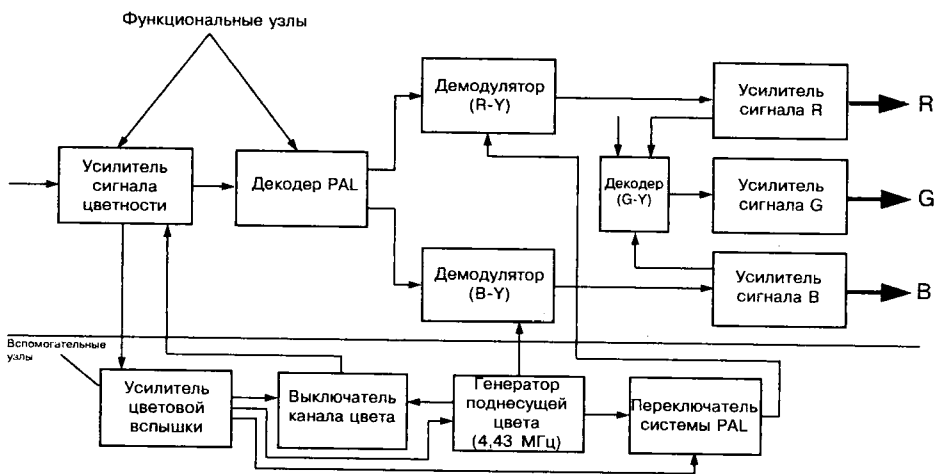 Функциональные узлы
Усилитель
сигнала
цветности
Декодер PAL
Демодулятор
(R-Y)
Усилитель
сигнала R
R
Декодер
(G-Y)
Усилитель
сигнала G
G
Демодулятор
(B-Y)
Усилитель
сигнала B
B
Вспомогательные
узлы
Усилитель
цветовой
вспышки
Выключатель
канала цвета
Генератор
поднесущей
цвета
(4,43 МГц)
Переключатель
системы PAL